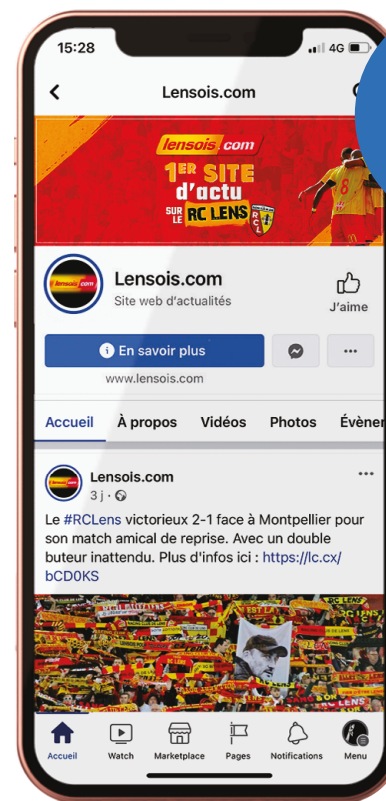 15:28
4G
Lensois.com
lensois.com
1ER SITE
d'actu
SUR LE RC LENS
RCL
8
lensois.com
Lensois.com
Site web d'actualités
J'aime
En savoir plus
www.lensois.com
Accueil À propos Vidéos Photos Évène
Lensois.com
3 j
Le #RCLens victorieux 2-1 face à Montpellier pour
son match amical de reprise. Avec un double
buteur inattendu. Plus d'infos ici : https://lc.cx/
bCD0KS
RC LENS
Accueil Watch Marketplace Pages Notifications Menu